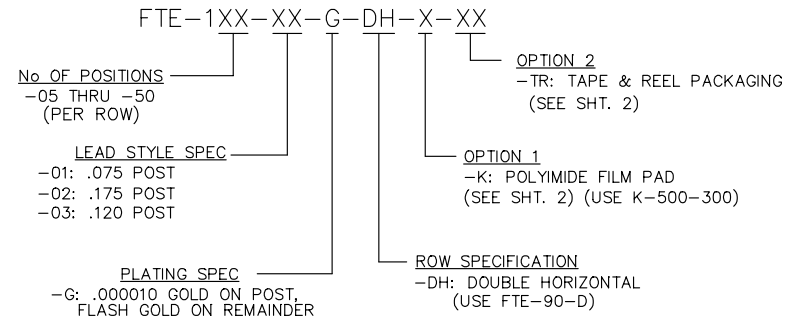 FTE-1XX-XX-G-DH-X-XX
OPTION 2
-TR: TAPE & REEL PACKAGING
(SEE SHT. 2)
No OF POSITIONS
-05 THRU -50
(PER ROW)
LEAD STYLE SPEC
-01: .075 POST
-02: .175 POST
-03: .120 POST
OPTION 1
-K: POLYIMIDE FILM PAD
(SEE SHT. 2) (USE K-500-300)
PLATING SPEC
-G: .000010 GOLD ON POST,
FLASH GOLD ON REMAINDER
ROW SPECIFICATION
-DH: DOUBLE HORIZONTAL
(USE FTE-90-D)